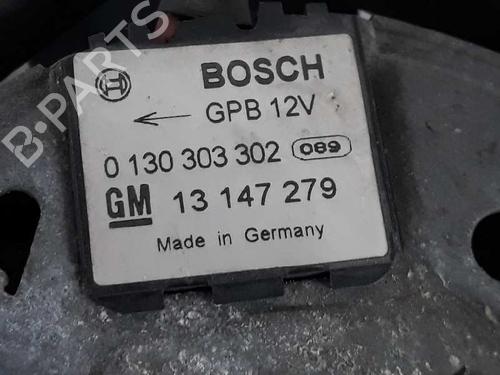 B-PARTS
BOSCH
← GPB 12V
0 130 303 302 089
GM 13 147 279
Made in Germany